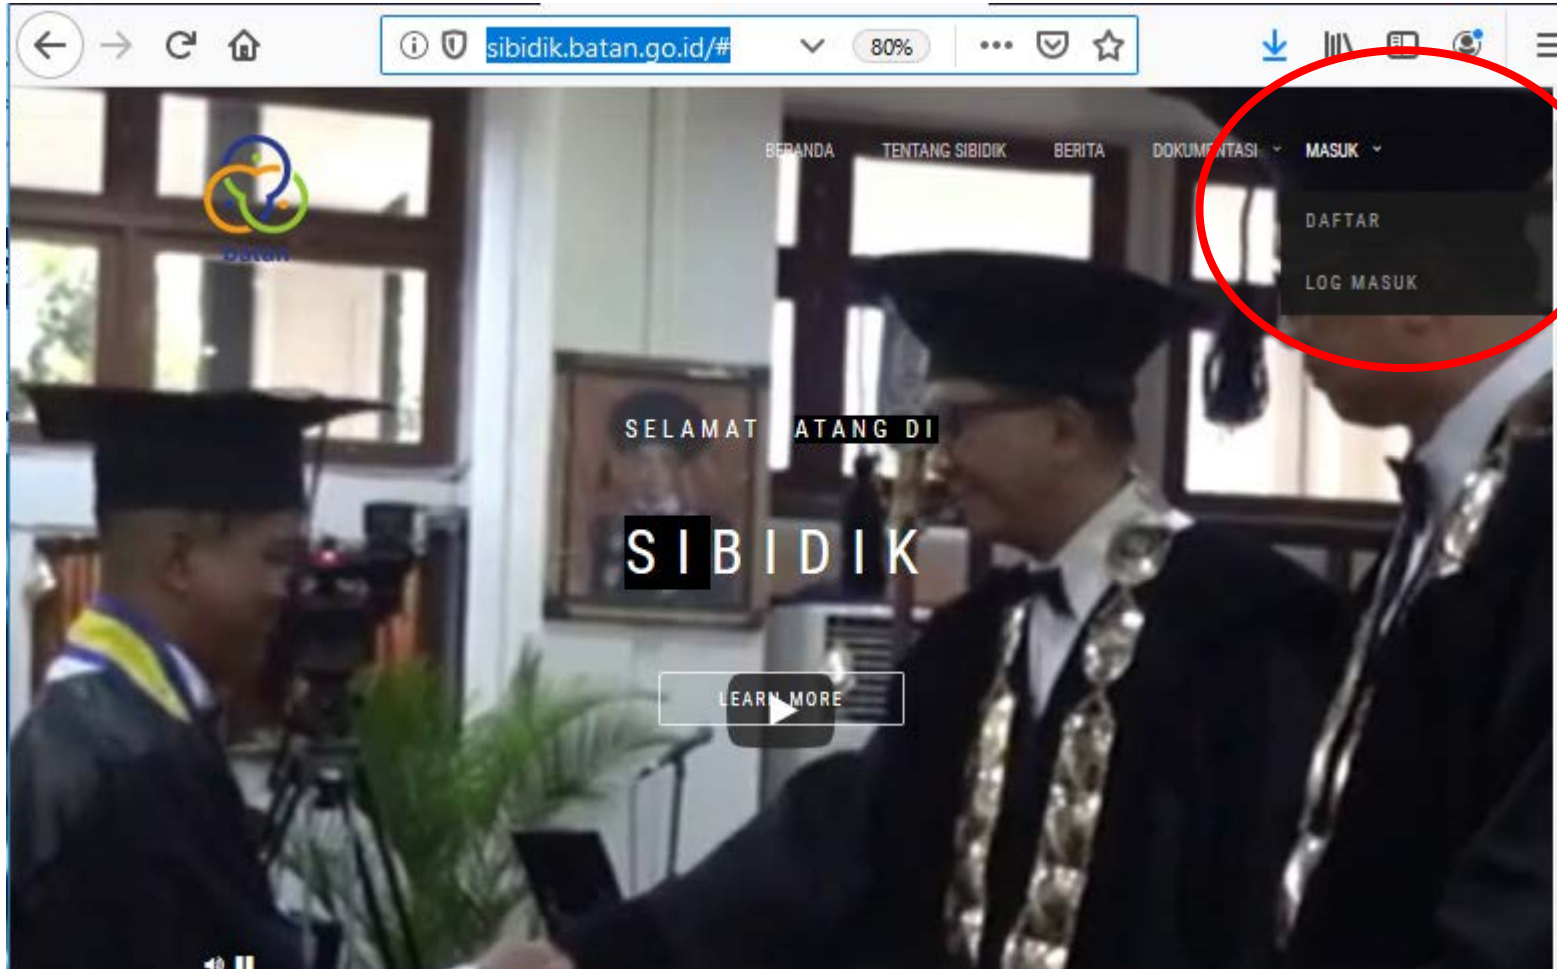 sibidik.batan.go.id/#
80%
BERANDA TENTANG SIBIDIK BERITA DOKUMENTASI MASUK
DAFTAR
LOG MASUK
batan
SELAMAT ATANG DI
SIBIDIK
LEARN MORE